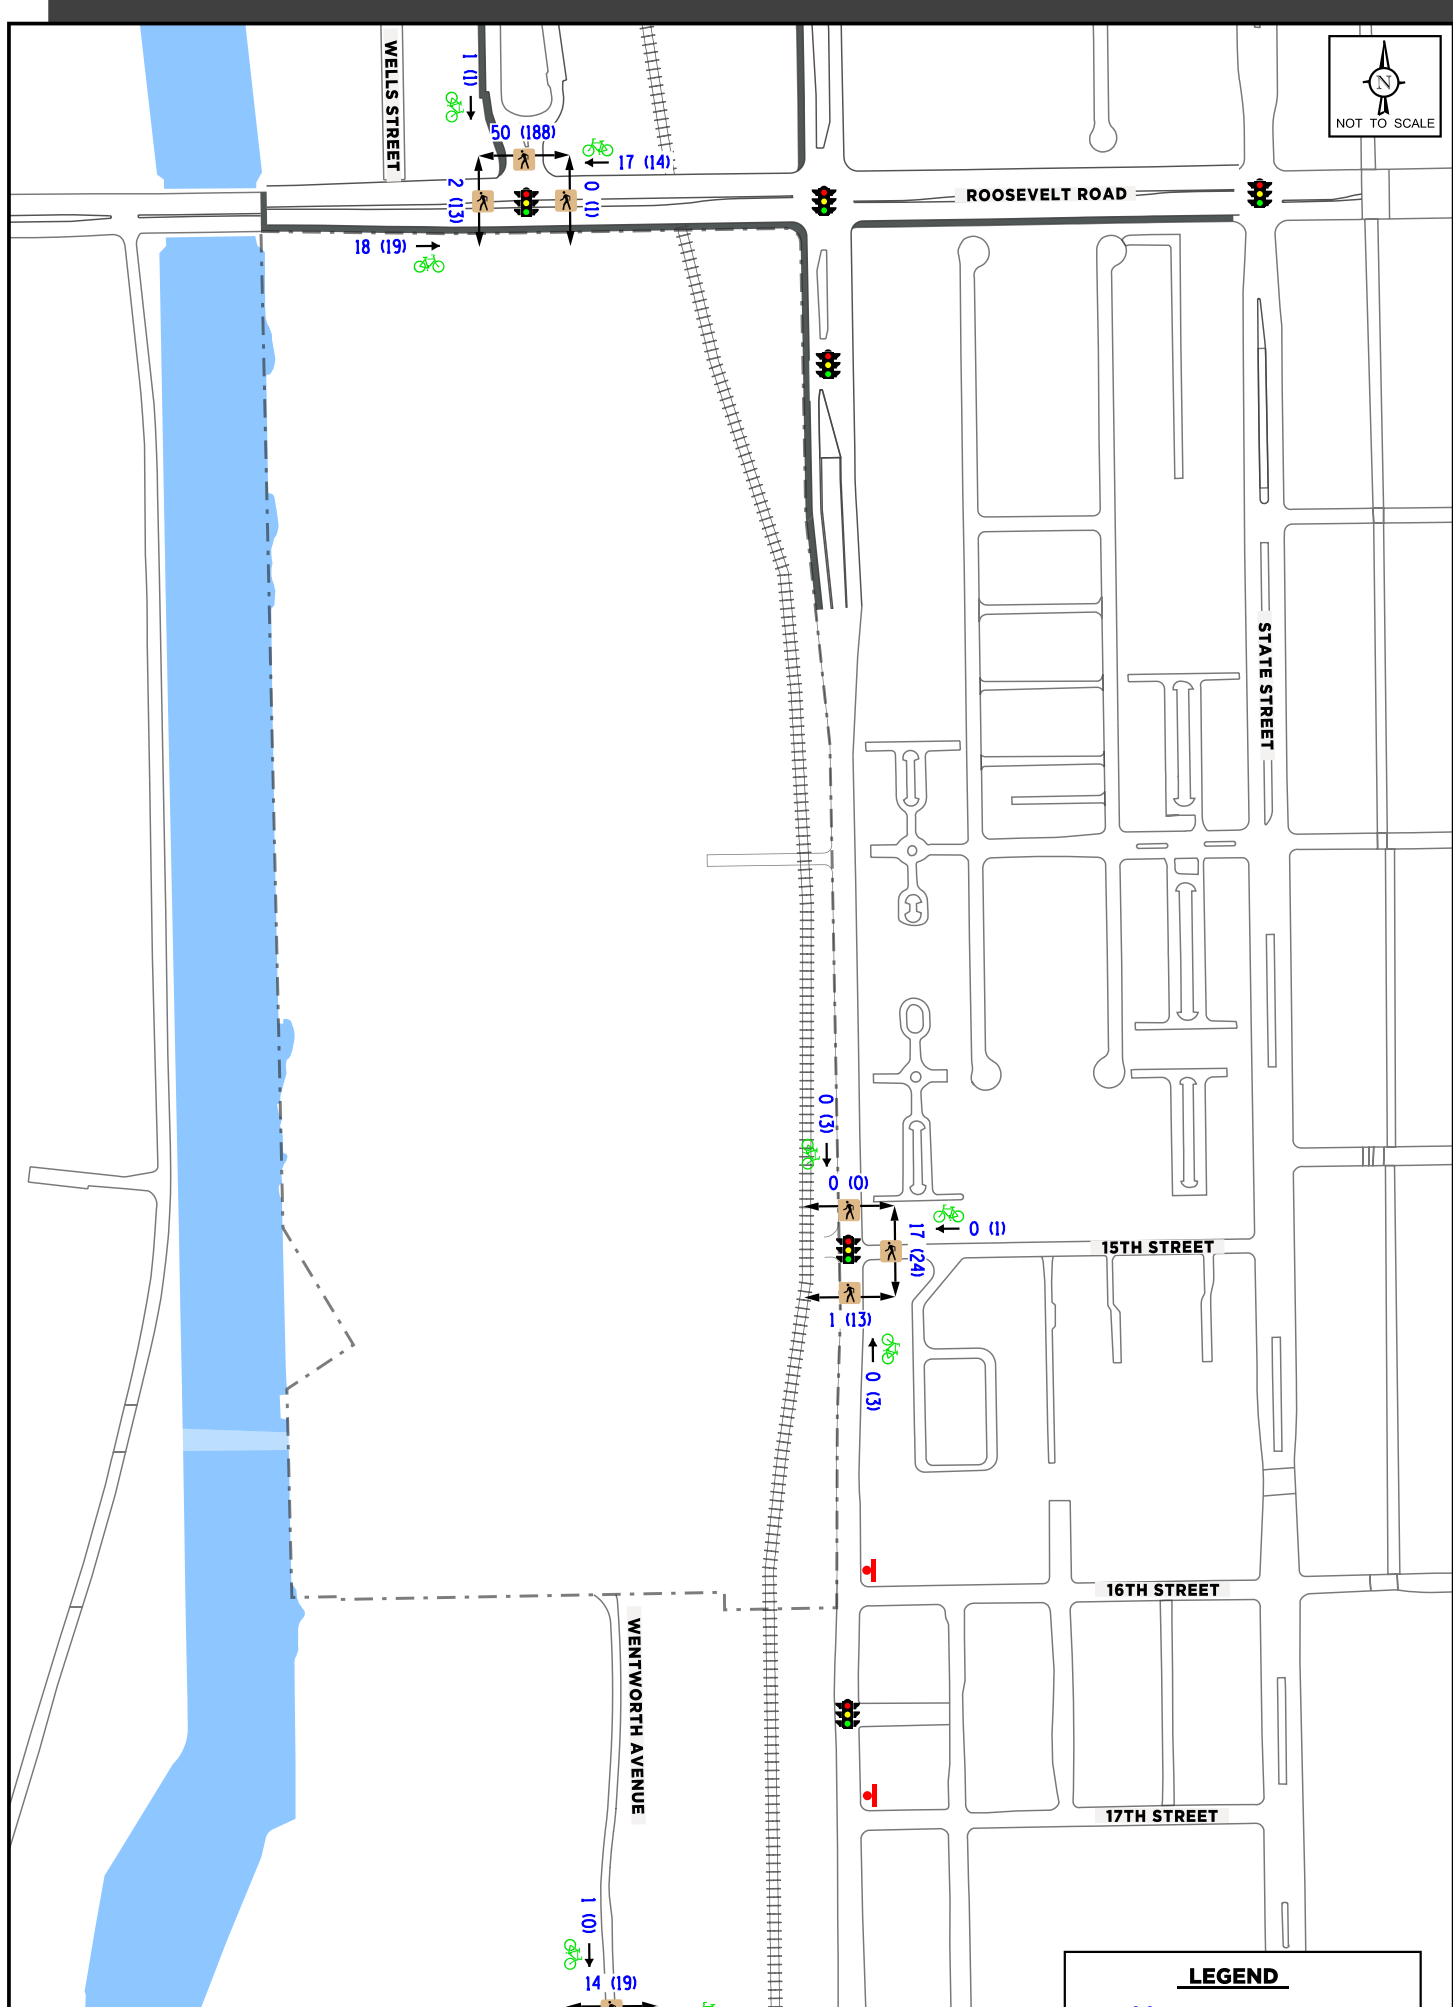 WELLS STREET
1 (1)
N
NOT TO SCALE
50 (188)
17 (14)
2 (13)
0 (1)
ROOSEVELT ROAD
18 (19)
STATE STREET
0 (3)
0 (0)
17 (24)
0 (1)
15TH STREET
1 (13)
0 (3)
16TH STREET
WENTWORTH AVENUE
17TH STREET
1 (0)
14 (19)
LEGEND